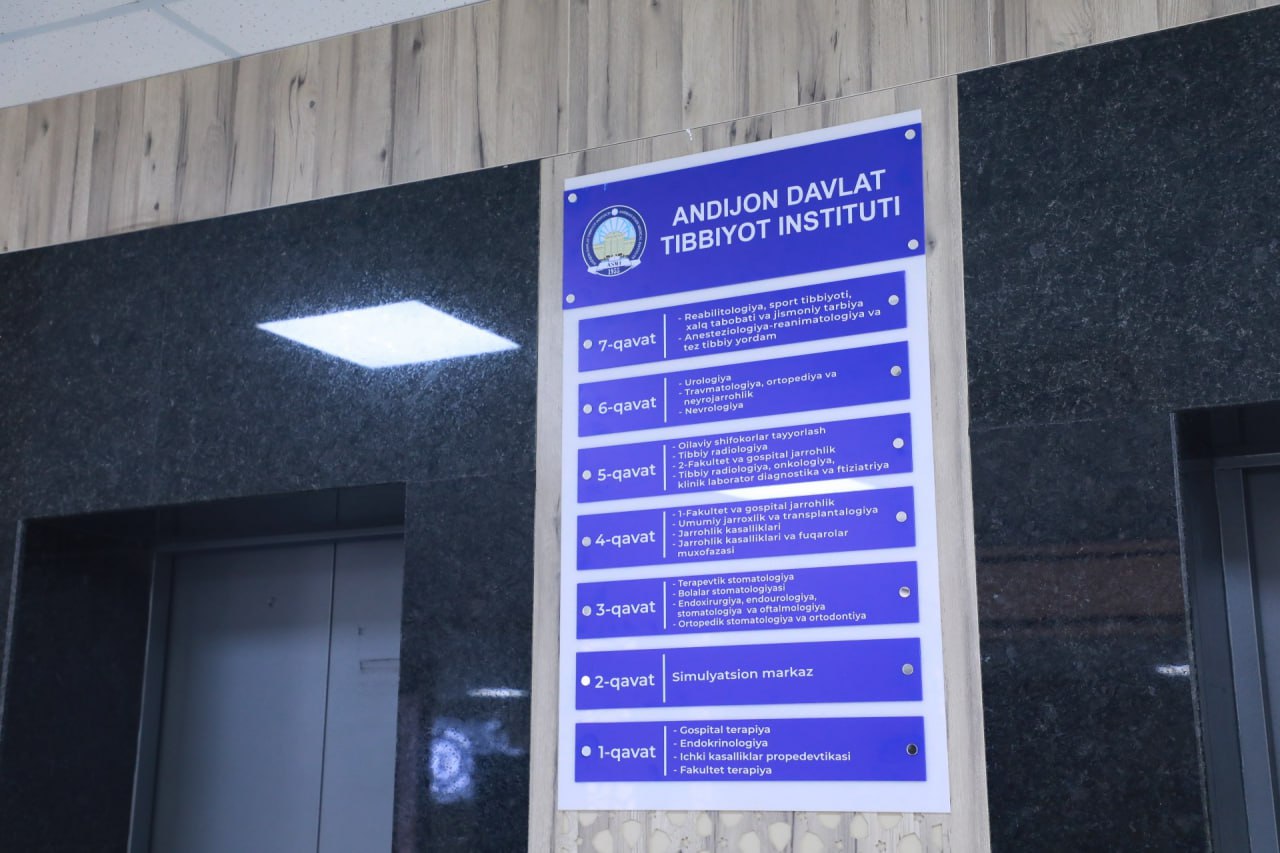 ANDIJON DAVLAT
TIBBIYOT INSTITUTI
7-qavat
- Reabilitologiya, sport tibbiyoti,
xalq tabobati va jismoniy tarbiya
- Anesteziologiya-reanimatologiya va
tez tibbiy yordam
6-qavat
- Urologiya
- Travmatologiya, ortopediya va
neyrojarrohlik
- Nevrologiya
5-qavat
- Oilaviy shifokorlar tayyorlash
- Tibbiy radiologiya
- 2-Fakultet va gospital jarrohlik
- Tibbiy radiologiya, onkologiya,
klinik laborator diagnostika va ftiziatriya
4-qavat
- 1-Fakultet va gospital jarrohlik
- Umumiy jarroxlik va transplantalogiya
- Jarrohlik kasalliklari
- Jarrohlik kasalliklari va fuqarolar
muxofazasi
3-qavat
- Terapevtik stomatologiya
- Bolalar stomatologiyasi
- Endoxirurgiya, endourologiya,
stomatologiya va oftalmologiya
- Ortopedik stomatologiya va ortodontiya
2-qavat
Simulyatsion markaz
1-qavat
- Gospital terapiya
- Endokrinologiya
- Ichki kasalliklar propedevtikasi
- Fakultet terapiya